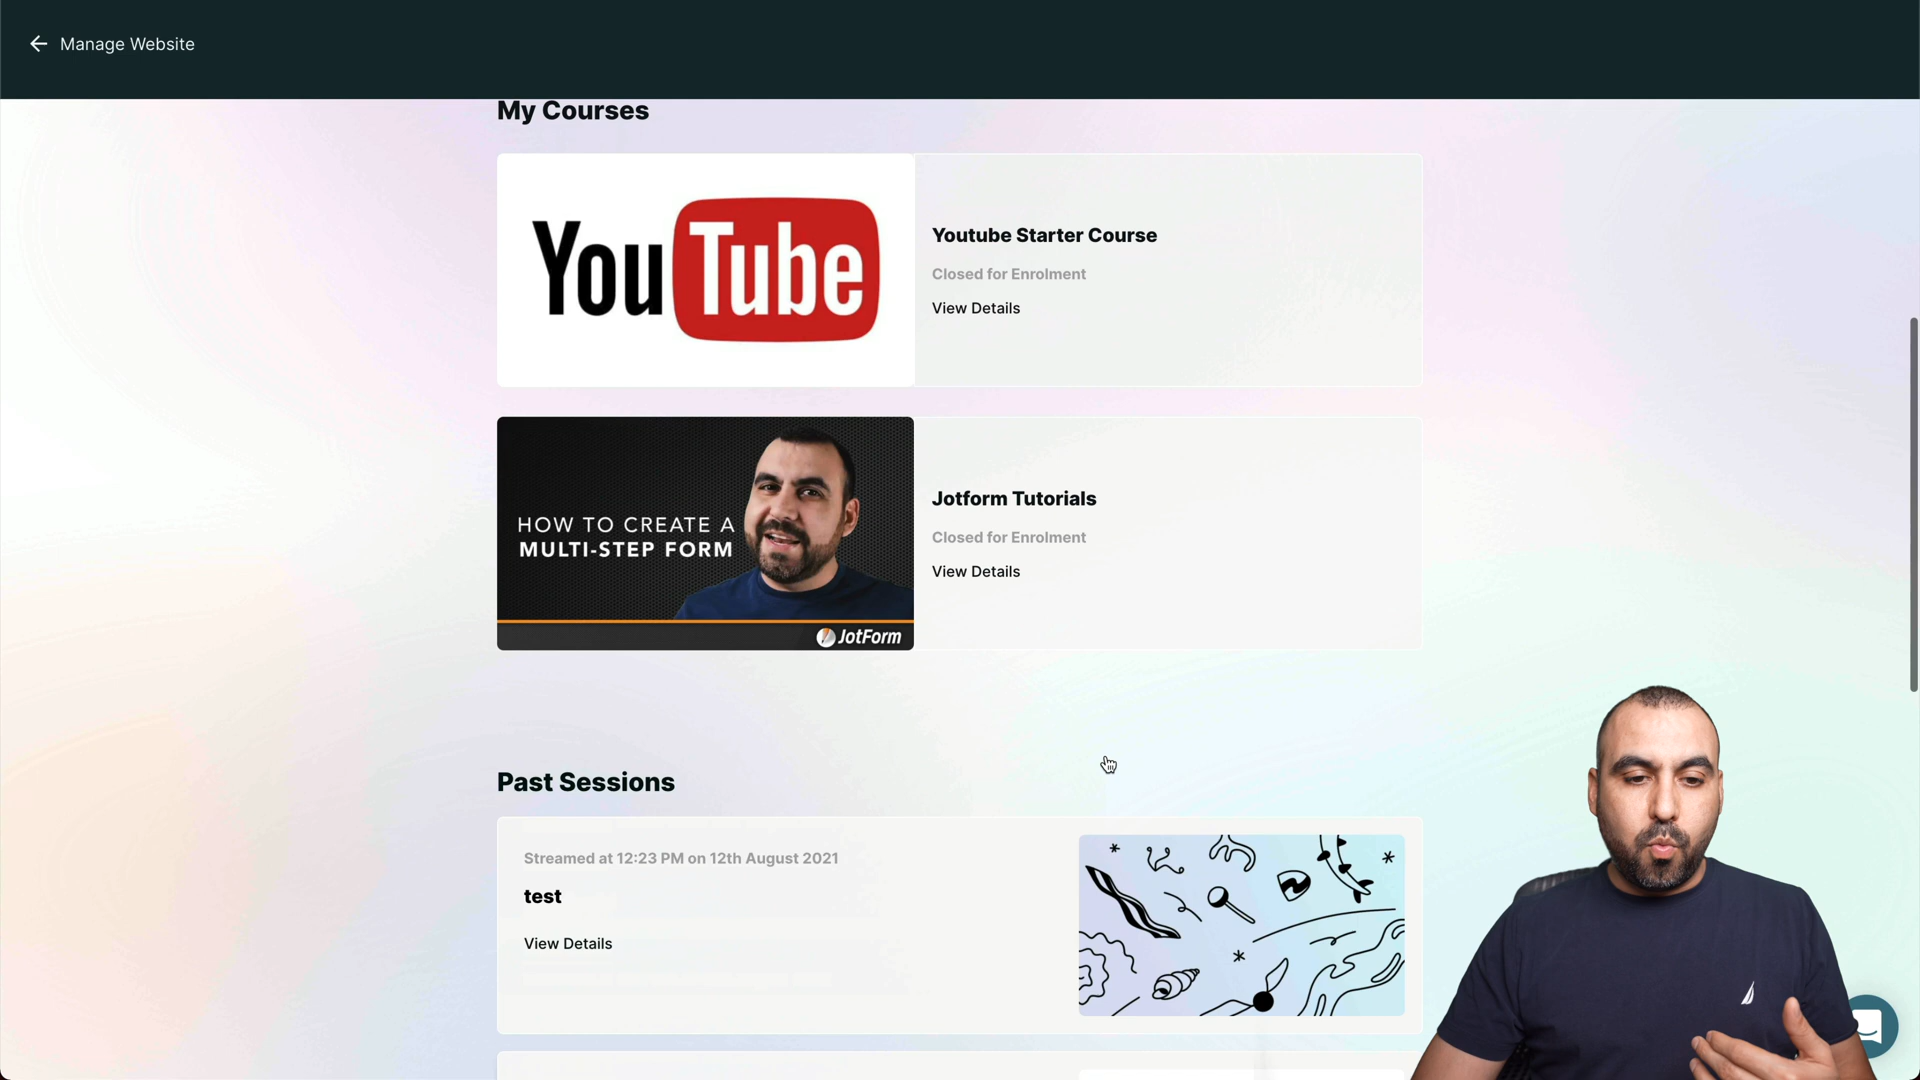 Manage Website
My Courses
YouTube
Youtube Starter Course
Closed for Enrolment
View Details
HOW TO CREATE A
MULTI-STEP FORM
JotForm
Jotform Tutorials
Closed for Enrolment
View Details
Past Sessions
Streamed at 12:23 PM on 12th August 2021
test
View Details